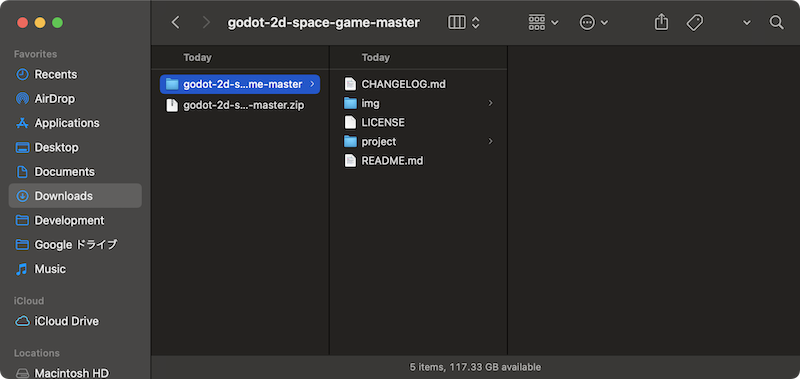 godot-2d-space-game-master
Favorites
Recents
AirDrop
Applications
Desktop
Documents
Downloads
Development
Google ドライブ
Music
iCloud
iCloud Drive
Locations
Macintosh HD
Today
godot-2d-s...me-master
godot-2d-s...-master.zip
Today
CHANGELOG.md
img
LICENSE
project
README.md
5 items, 117.33 GB available